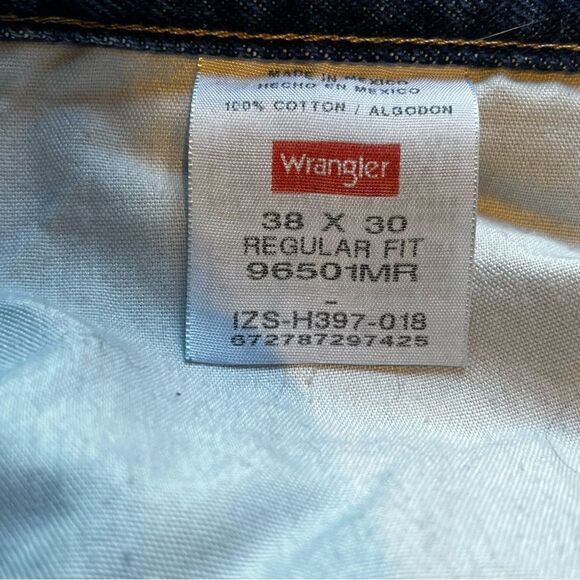 MADE IN MEXICO
HECHO EN MEXICO
100% COTTON / ALGODON
Wrangler
38 X 30
REGULAR FIT
96501MR
-
IZS-H397-018
672787297425